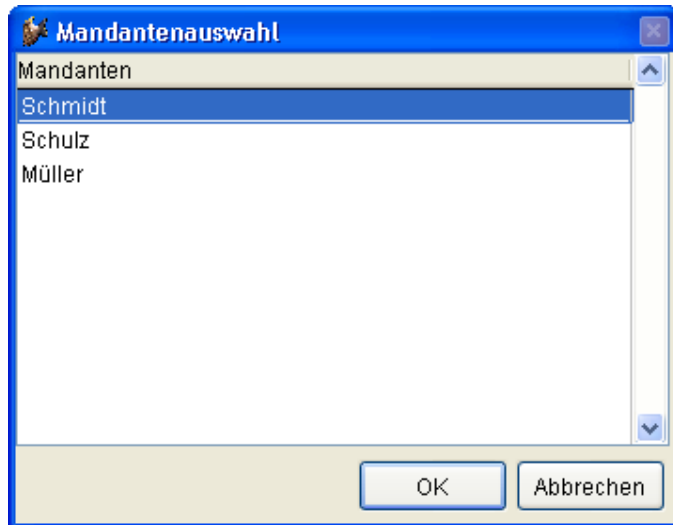 Mandantenauswahl
Mandanten
Schmidt
Schulz
Müller
OK Abbrechen